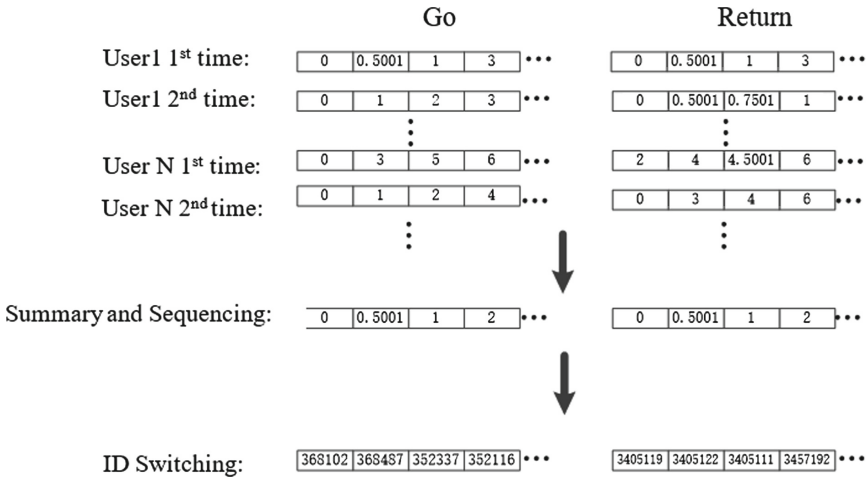 Go Return
User1 1st time: 0 0.5001 1 3 ••• 0 0.5001 1 3 •••
User1 2nd time: 0 1 2 3 ••• 0 0.5001 0.7501 1 •••
User N 1st time: 0 3 5 6 ••• 2 4 4.5001 6 •••
User N 2nd time: 0 1 2 4 ••• 0 3 4 6 •••
Summary and Sequencing: 0 0.5001 1 2 ••• 0 0.5001 1 2 •••
ID Switching: 368102 368487 352337 352116 ••• 3405119 3405122 3405111 3457192 •••